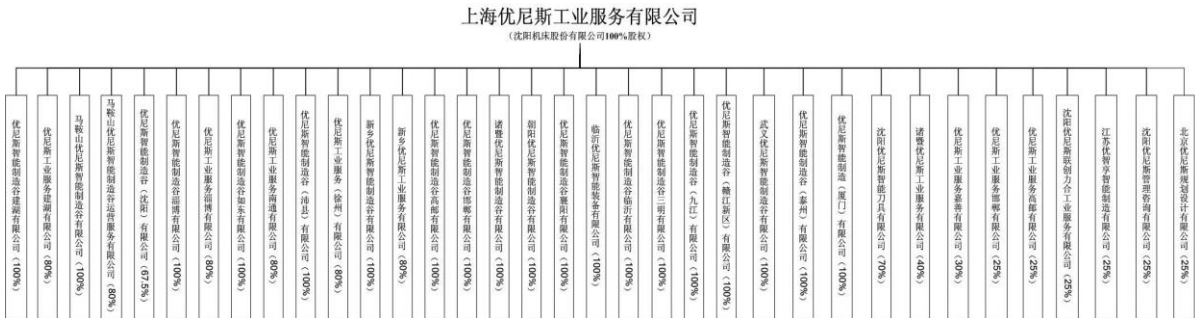 上海优尼斯工业服务有限公司
（沈阳机床股份有限公司100%股权）
优尼斯智能制造谷建湖有限公司（100%）
优尼斯工业服务建湖有限公司（80%）
马鞍山优尼斯智能制造谷有限公司（100%）
马鞍山优尼斯智能制造谷运营服务有限公司（80%）
优尼斯智能制造谷（沈阳）有限公司（67.5%）
优尼斯智能制造谷淄博有限公司（100%）
优尼斯工业服务淄博有限公司（80%）
优尼斯智能制造谷如东有限公司（100%）
优尼斯工业服务南通有限公司（80%）
优尼斯智能制造谷（沛县）有限公司（100%）
优尼斯工业服务（徐州）有限公司（80%）
新乡优尼斯智能制造谷有限公司（100%）
新乡优尼斯工业服务有限公司（80%）
优尼斯智能制造谷高邮有限公司（100%）
优尼斯智能制造谷邯郸有限公司（100%）
诸暨优尼斯智能制造谷有限公司（100%）
朝阳优尼斯智能制造谷有限公司（100%）
优尼斯智能制造谷襄阳有限公司（100%）
临沂优尼斯智能装备有限公司（100%）
优尼斯智能制造谷临沂有限公司（100%）
优尼斯智能制造谷三明有限公司（100%）
优尼斯智能制造谷（九江）有限公司（100%）
优尼斯智能制造谷（赣江新区）有限公司（100%）
武义优尼斯智能制造谷有限公司（100%）
优尼斯智能制造谷（泰州）有限公司（100%）
优尼斯智能制造（厦门）有限公司（100%）
沈阳优尼斯智能刀具有限公司（70%）
诸暨优尼斯工业服务有限公司（40%）
优尼斯工业服务嘉善有限公司（30%）
优尼斯工业服务邯郸有限公司（25%）
优尼斯工业服务高邮有限公司（25%）
沈阳优尼斯联创力合工业服务有限公司（25%）
江苏优智享智能制造有限公司（25%）
沈阳优尼斯管理咨询有限公司（25%）
北京优尼斯规划设计有限公司（25%）